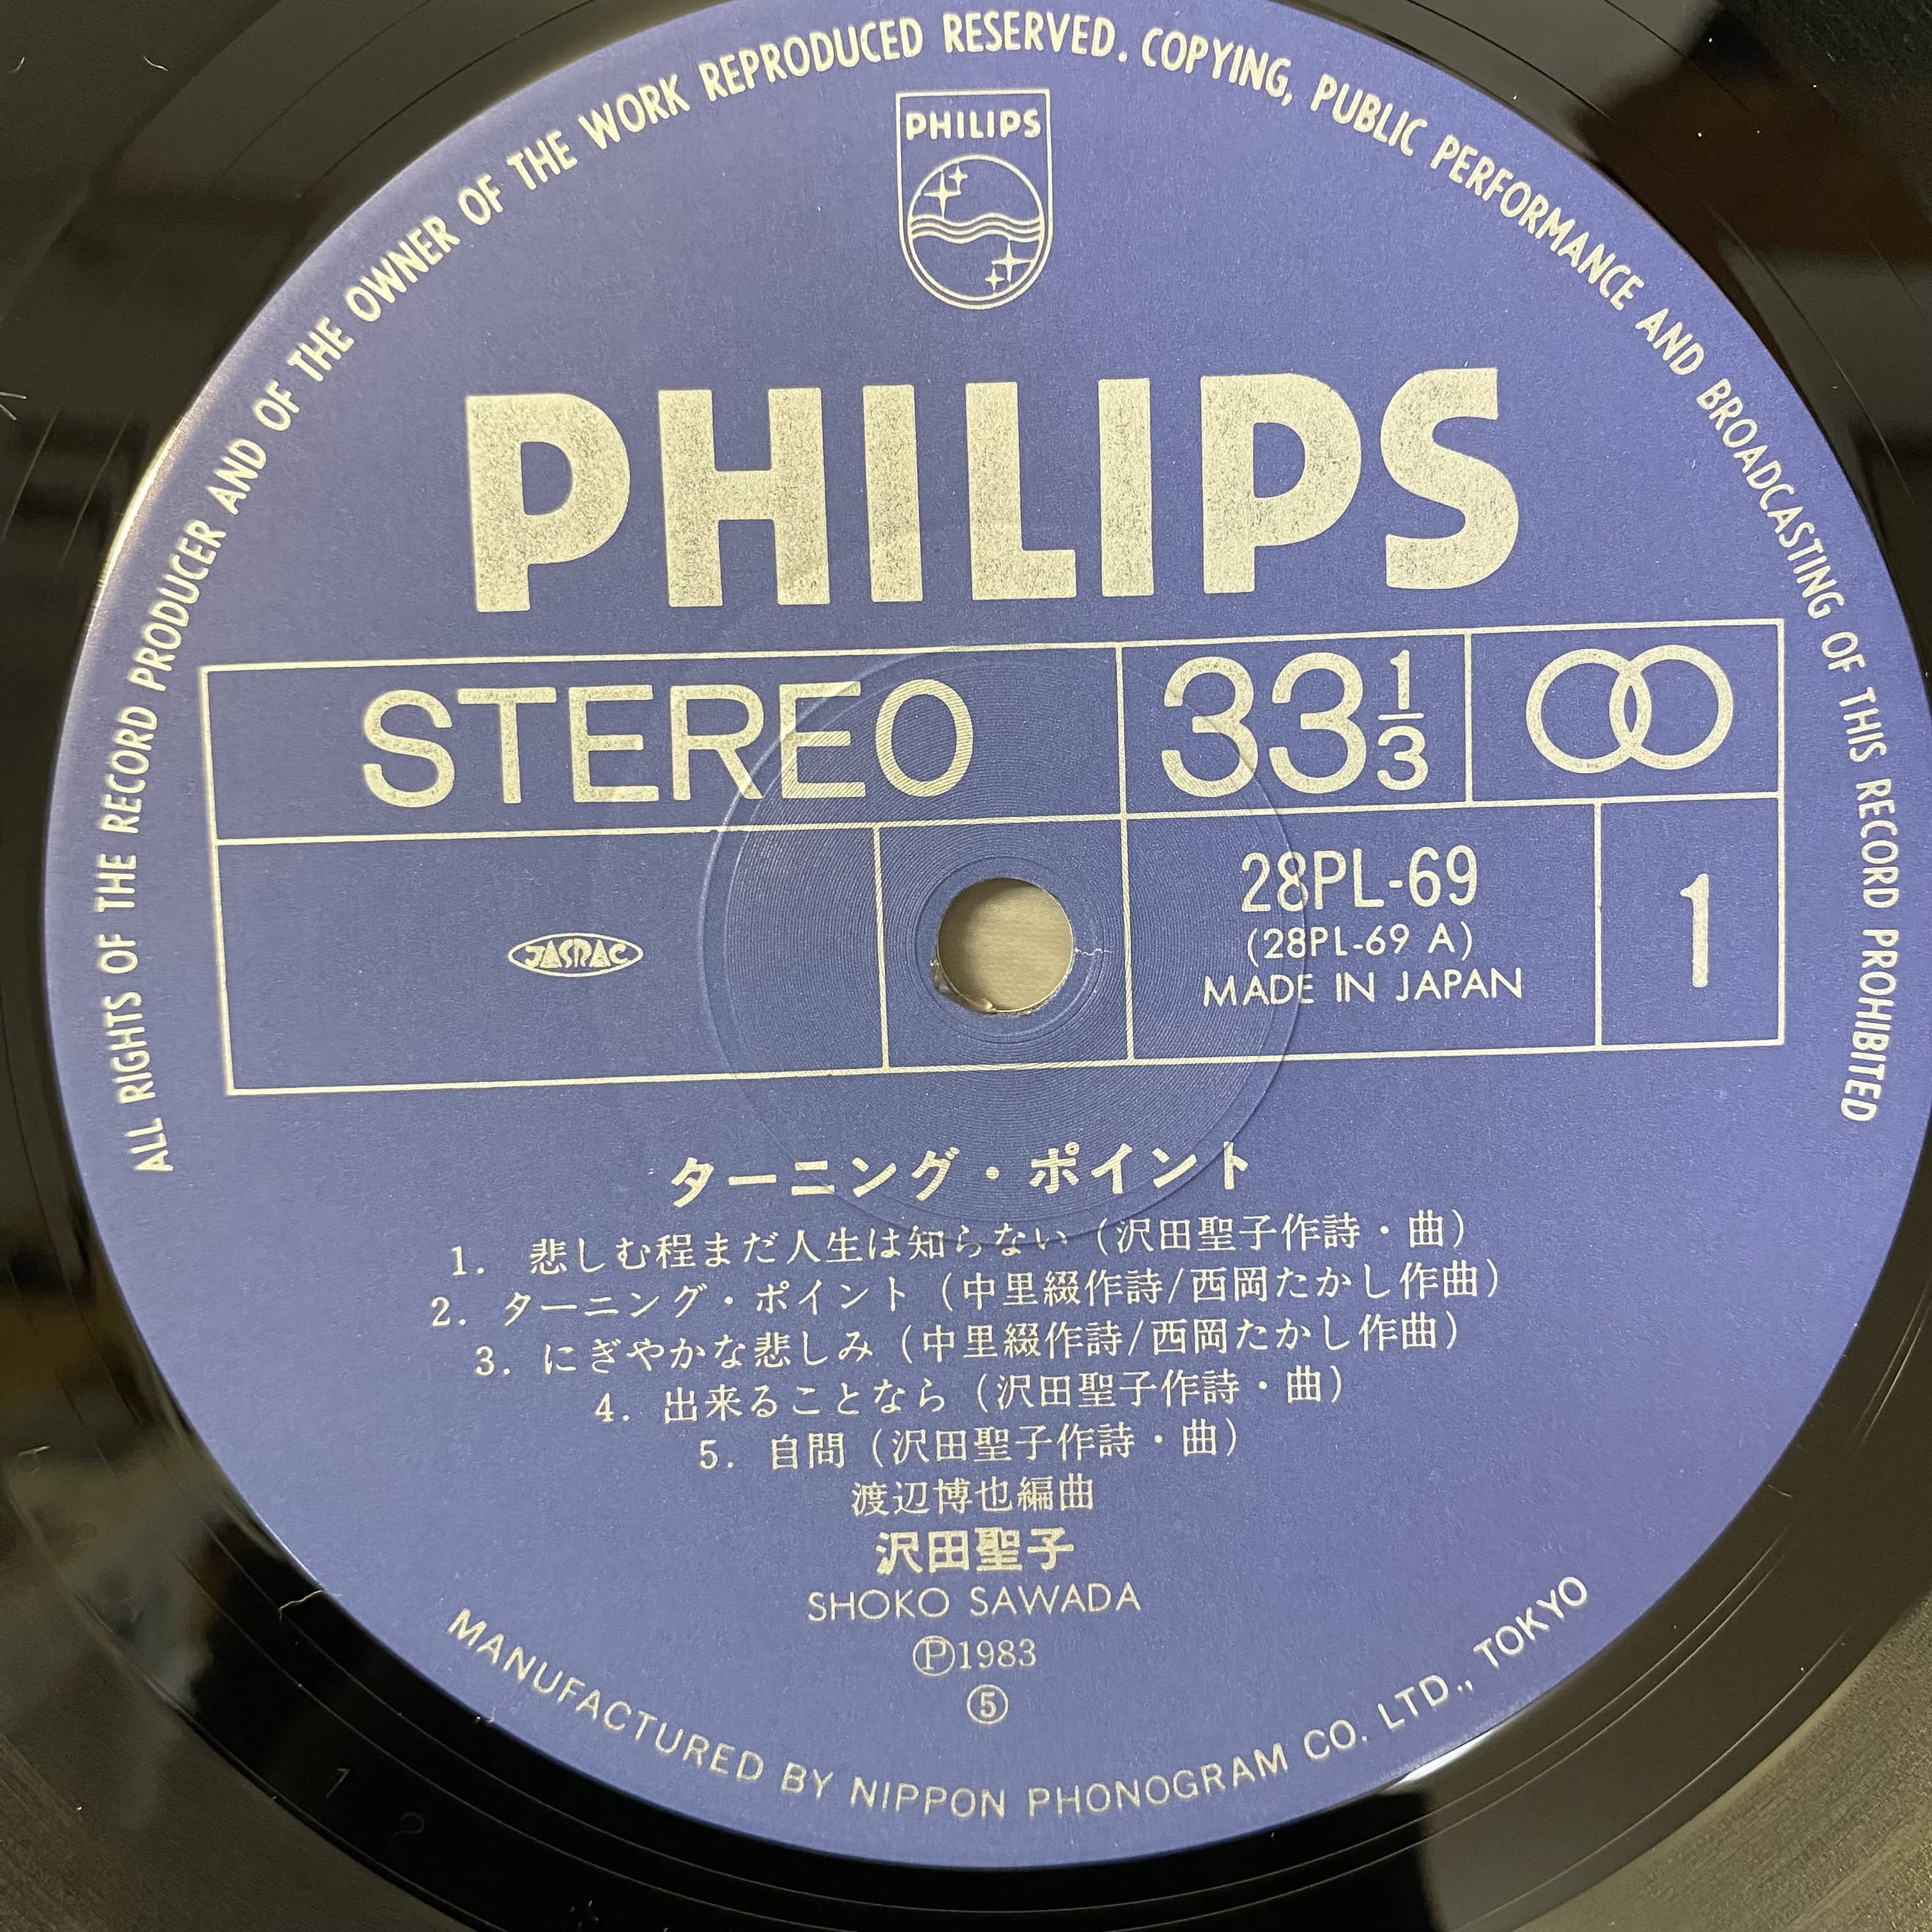 ALL RIGHTS OF THE RECORD PRODUCER AND OF THE OWNER OF THE WORK REPRODUCED RESERVED. COPYING, PUBLIC PERFORMANCE AND BROADCASTING OF THIS RECORD PROHIBITED
PHILIPS
PHILIPS
STEREO
33 1/3
JASRAC
28PL-69
(28PL-69 A)
MADE IN JAPAN
1
ターニング・ポイント
1. 悲しむ程まだ人生は知らない(沢田聖子作詩・曲)
2. ターニング・ポイント(中里綴作詩/西岡たかし作曲)
3. にぎやかな悲しみ(中里綴作詩/西岡たかし作曲)
4. 出来ることなら(沢田聖子作詩・曲)
5. 自問(沢田聖子作詩・曲)
渡辺博也編曲
沢田聖子
SHOKO SAWADA
Ⓟ1983
⑤
MANUFACTURED BY NIPPON PHONOGRAM CO. LTD., TOKYO
1 2